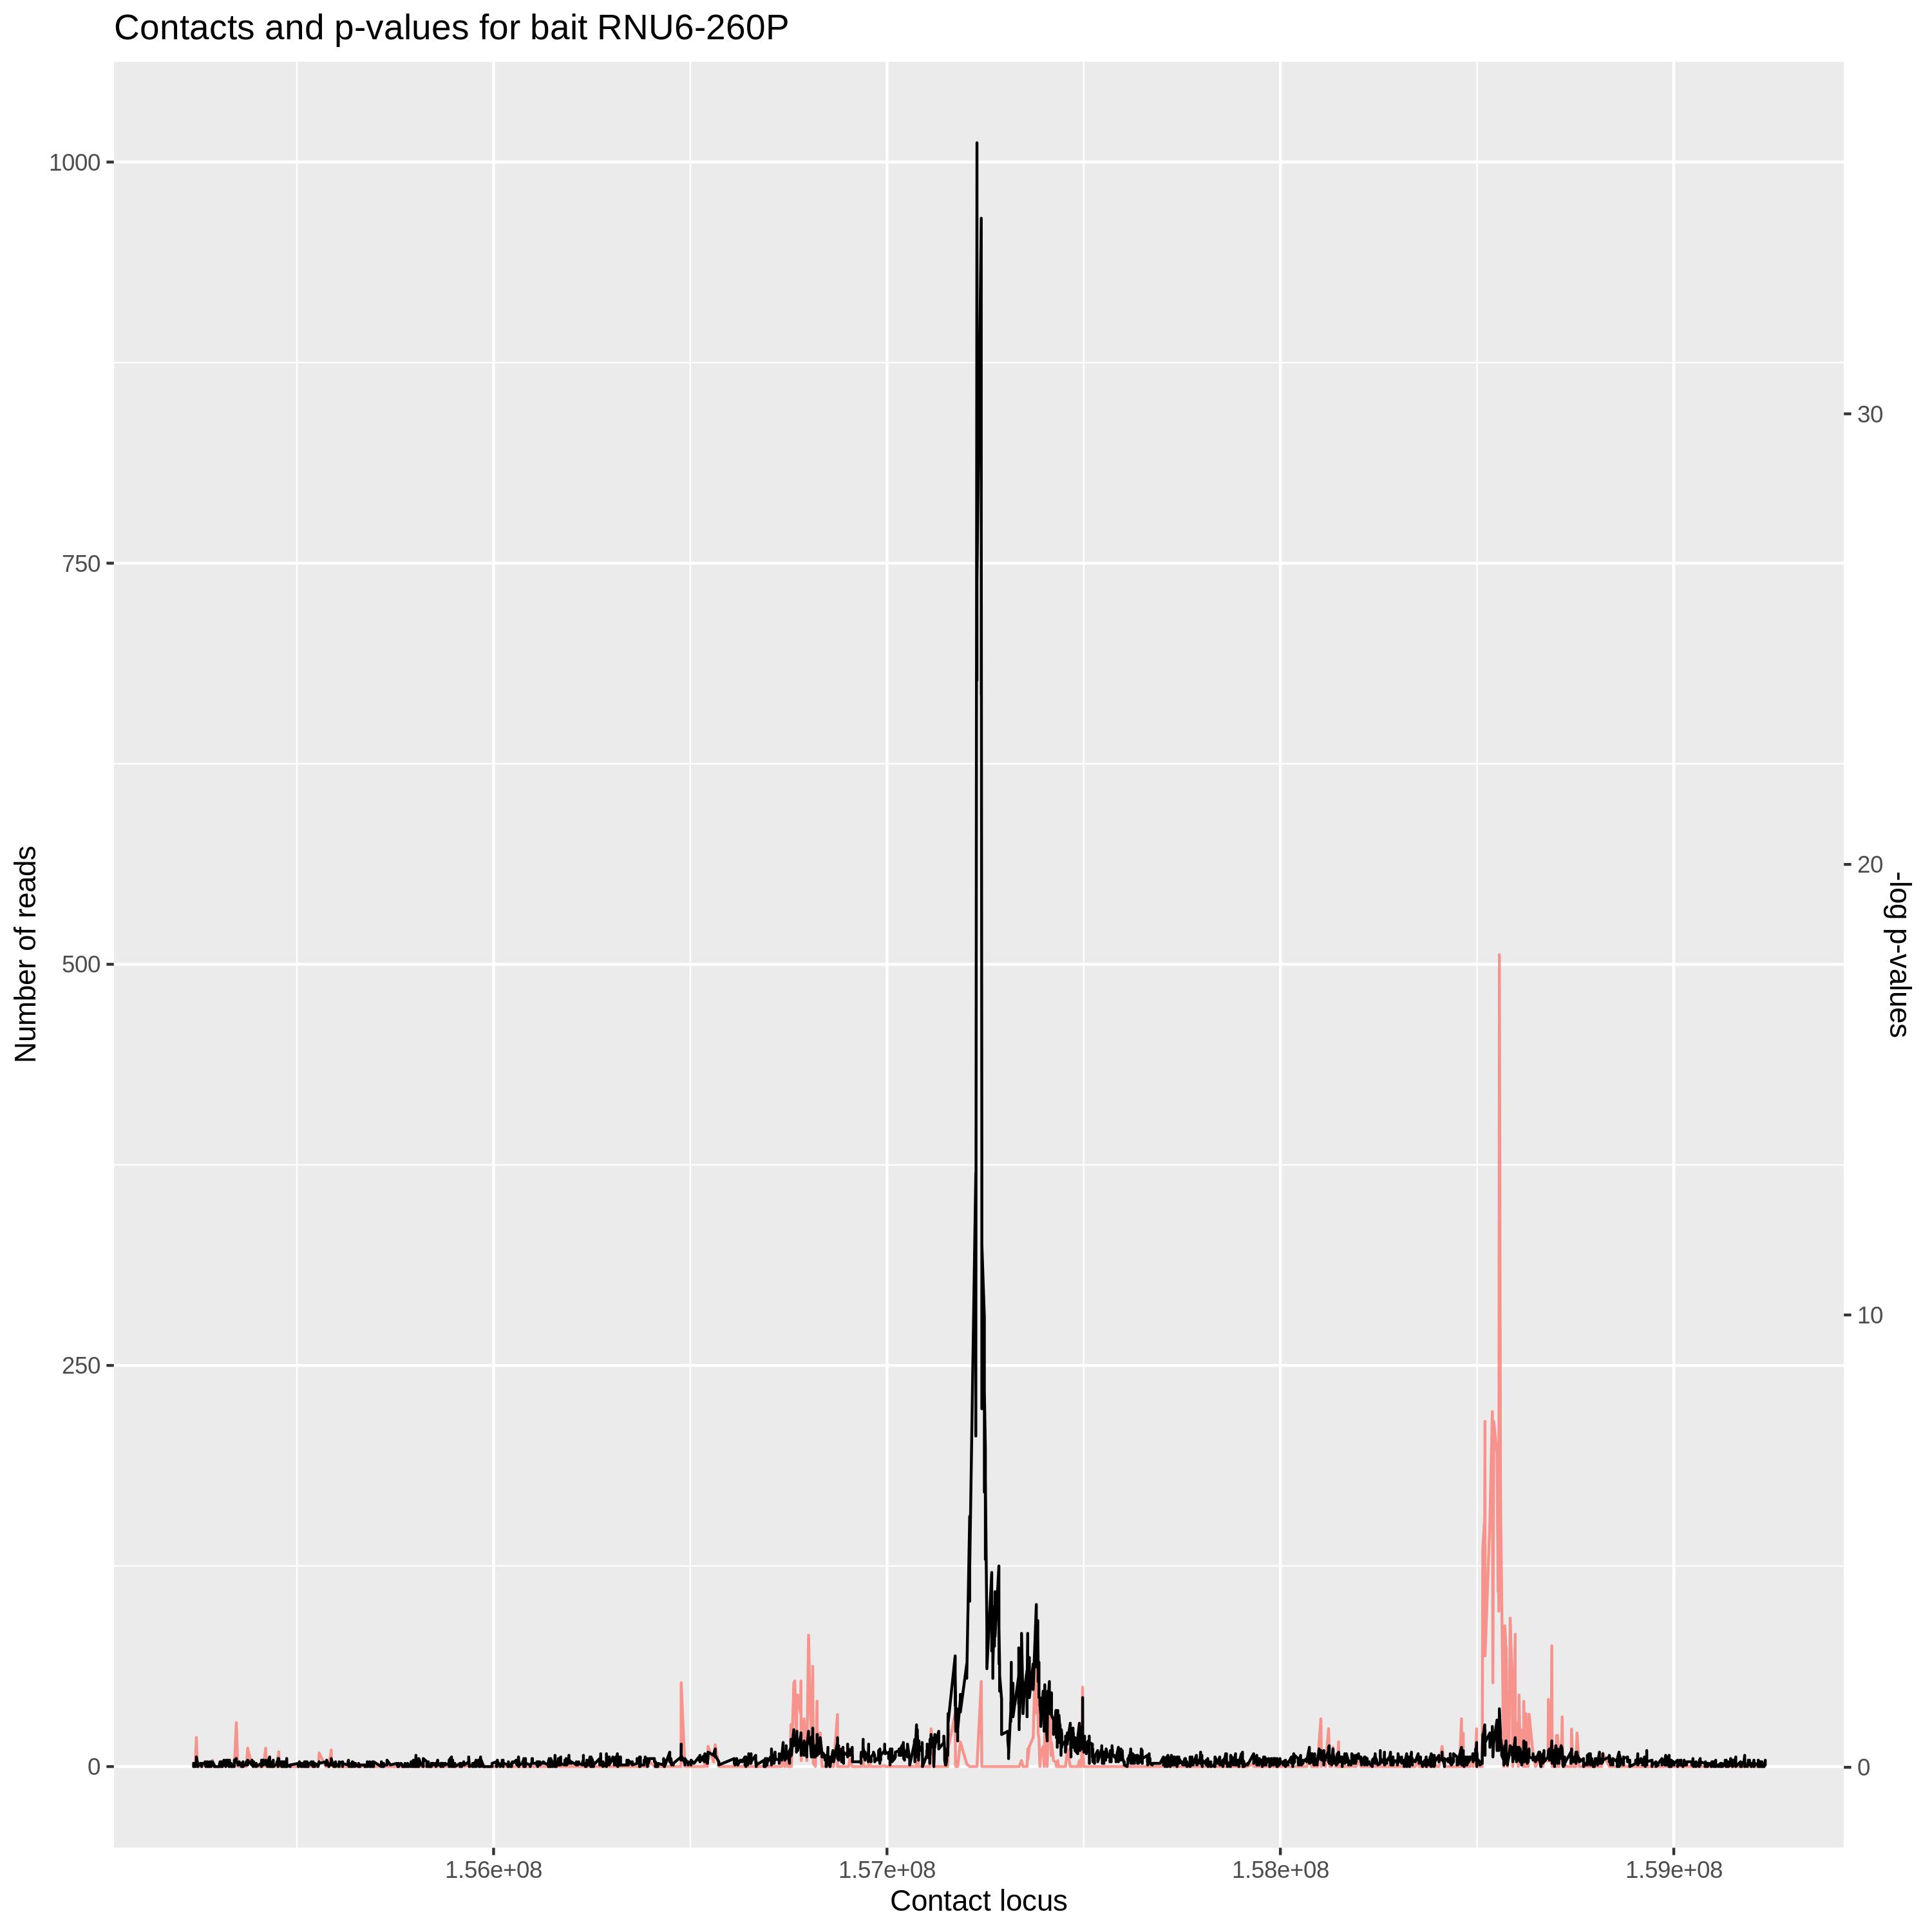 Contacts and p-values for bait RNU6-260P
1000
750
500
250
0
Number of reads
30
20
10
0
-log p-values
1.56e+08
1.57e+08
1.58e+08
1.59e+08
Contact locus